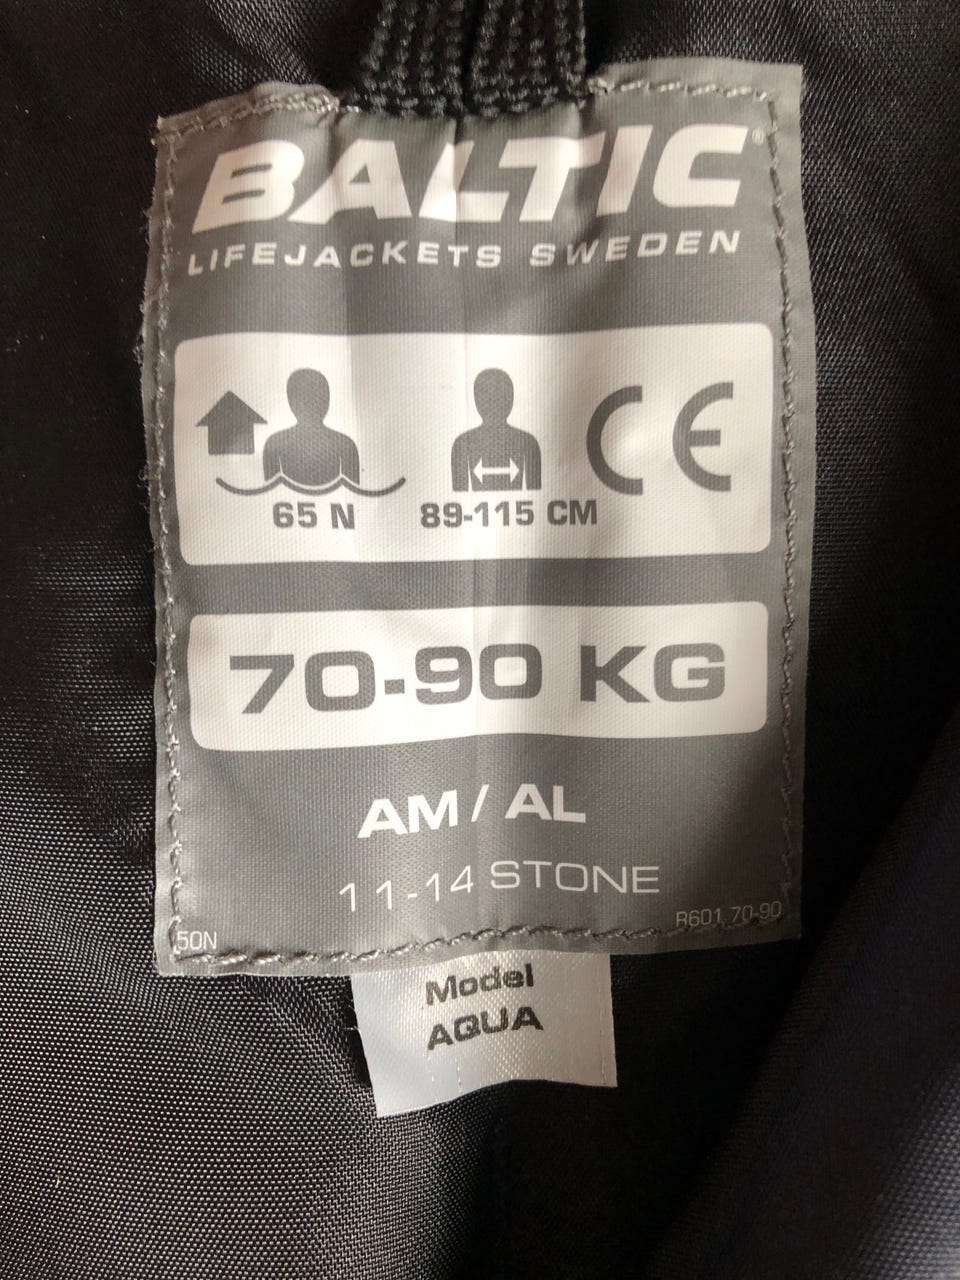 BALTIC®
LIFEJACKETS SWEDEN
65 N
89-115 CM
CE
70-90 KG
AM / AL
11-14 STONE
50N
R601 70-90
Model
AQUA